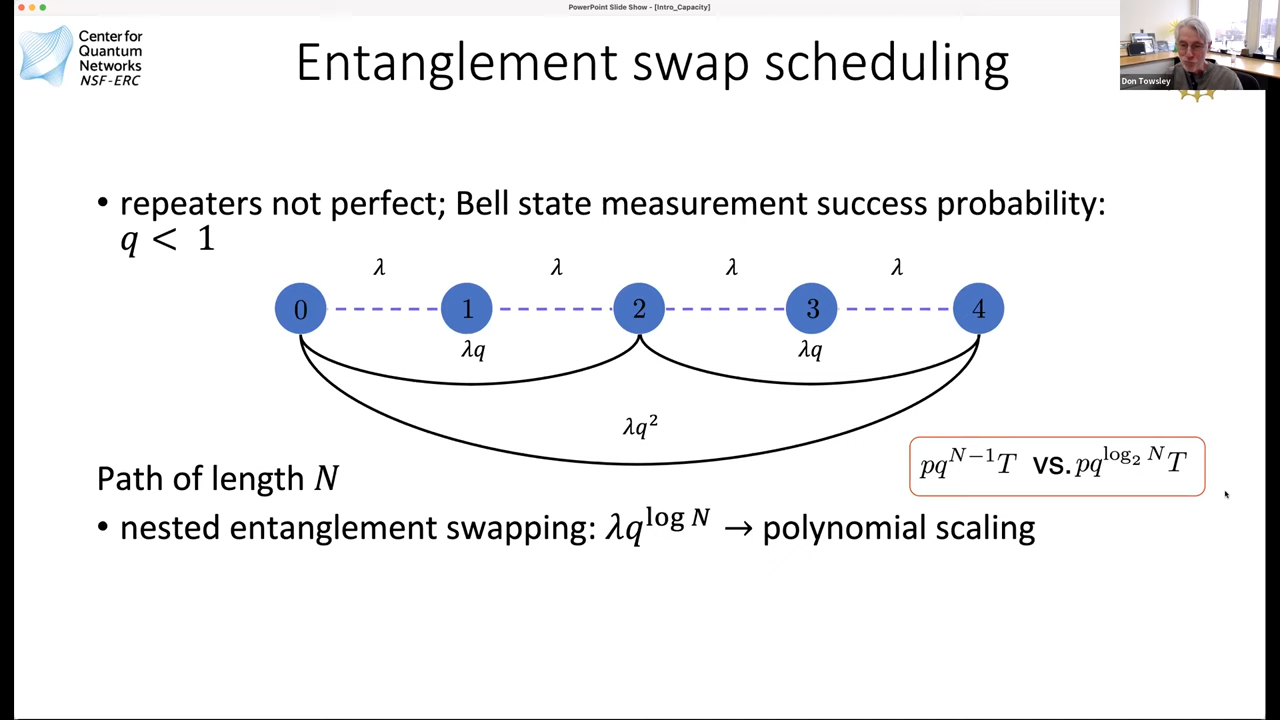 PowerPoint Slide Show - [Intro_Capacity]
Center for
Quantum
Networks
NSF-ERC
Entanglement swap scheduling
Don Towsley
• repeaters not perfect; Bell state measurement success probability:
q < 1
λ λ λ λ
0 1 2 3 4
λq λq
λq²
pq^{N−1}T vs. pq^{log₂ N}T
Path of length N
• nested entanglement swapping: λq^{log N} → polynomial scaling